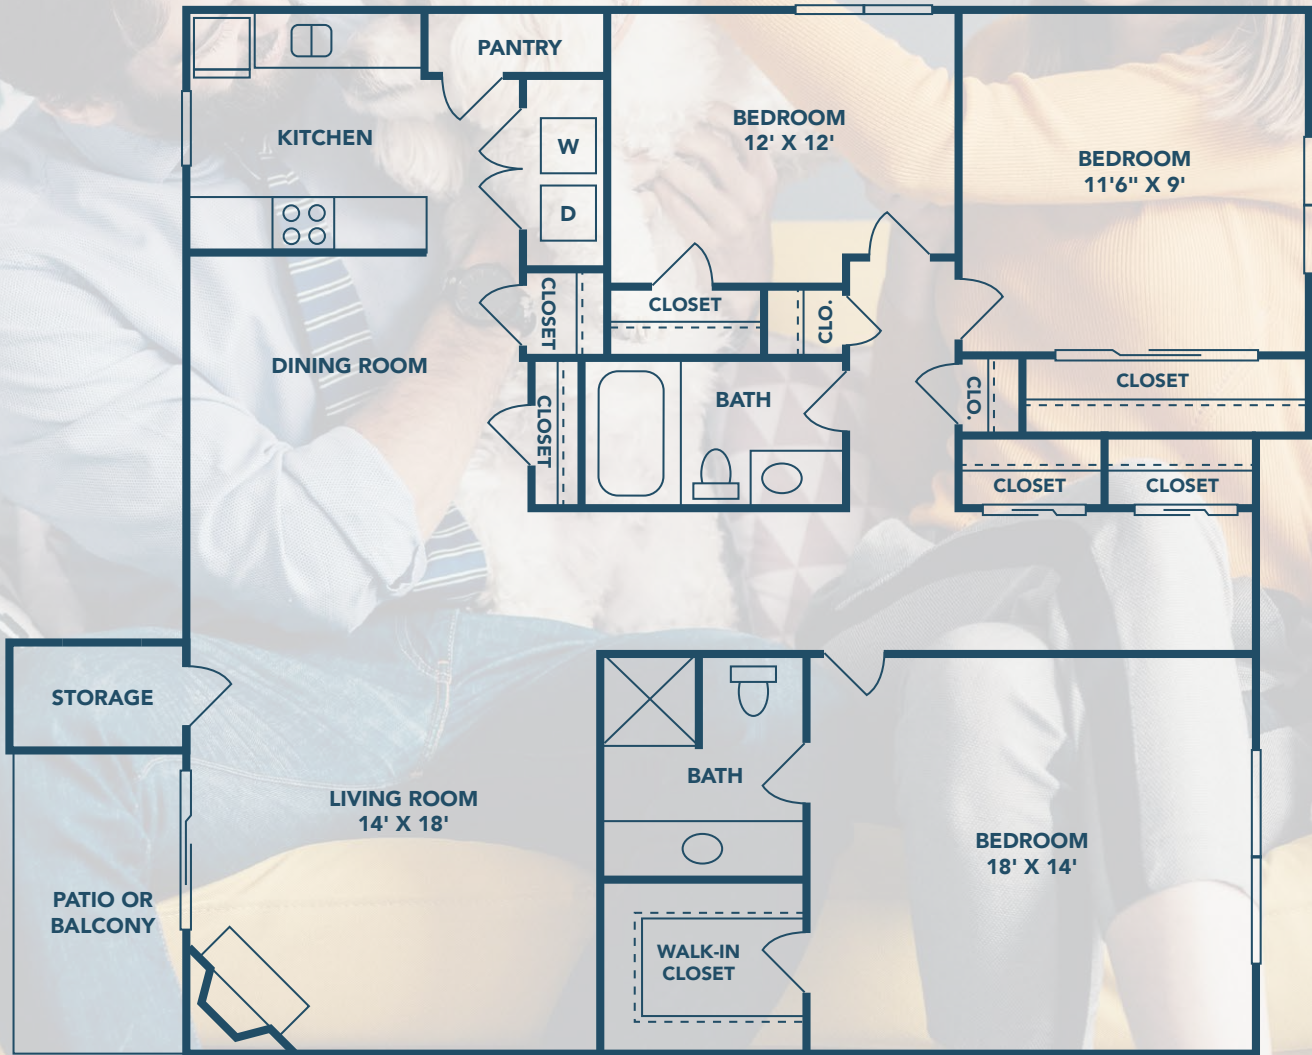 PANTRY
KITCHEN
W
D
BEDROOM
12' X 12'
BEDROOM
11'6" X 9'
CLOSET
CLOSET
CLO.
DINING ROOM
CLOSET
BATH
CLO.
CLOSET
CLOSET
CLOSET
STORAGE
LIVING ROOM
14' X 18'
BATH
BEDROOM
18' X 14'
PATIO OR
BALCONY
WALK-IN
CLOSET